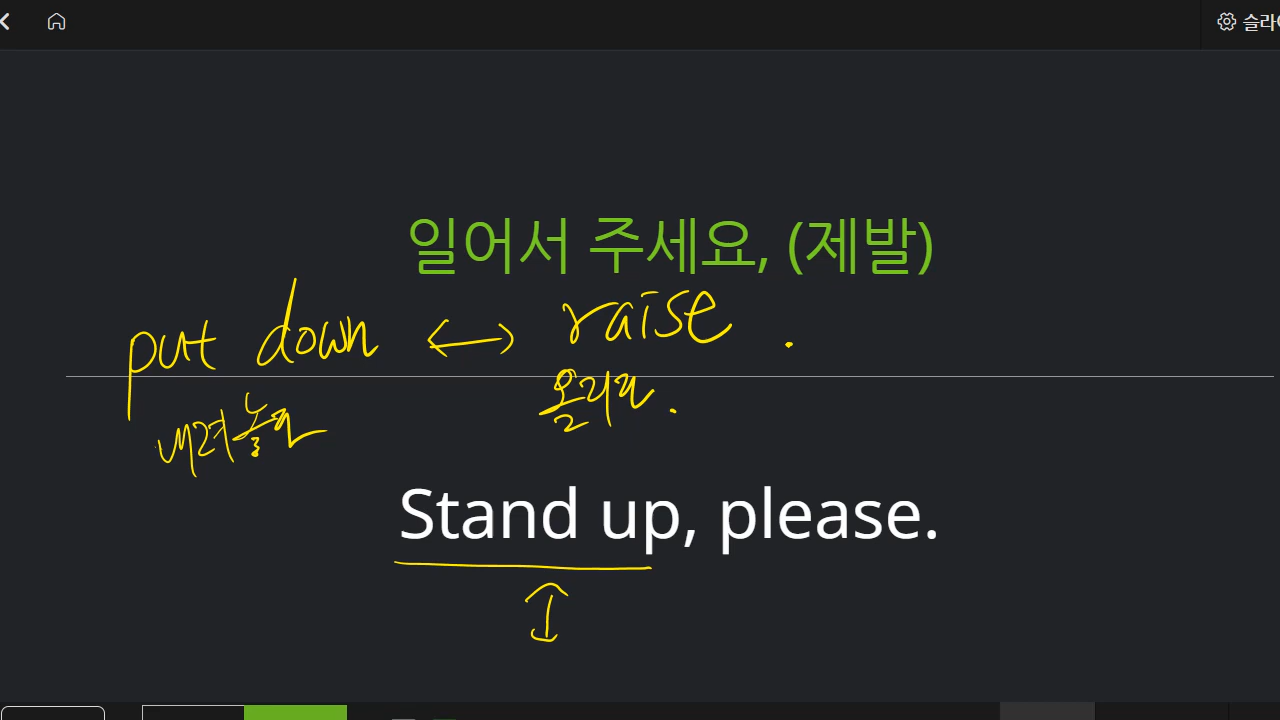 슬라
일어서 주세요, (제발)
put down ↔ raise .
내려놓다 올리다.
Stand up, please.